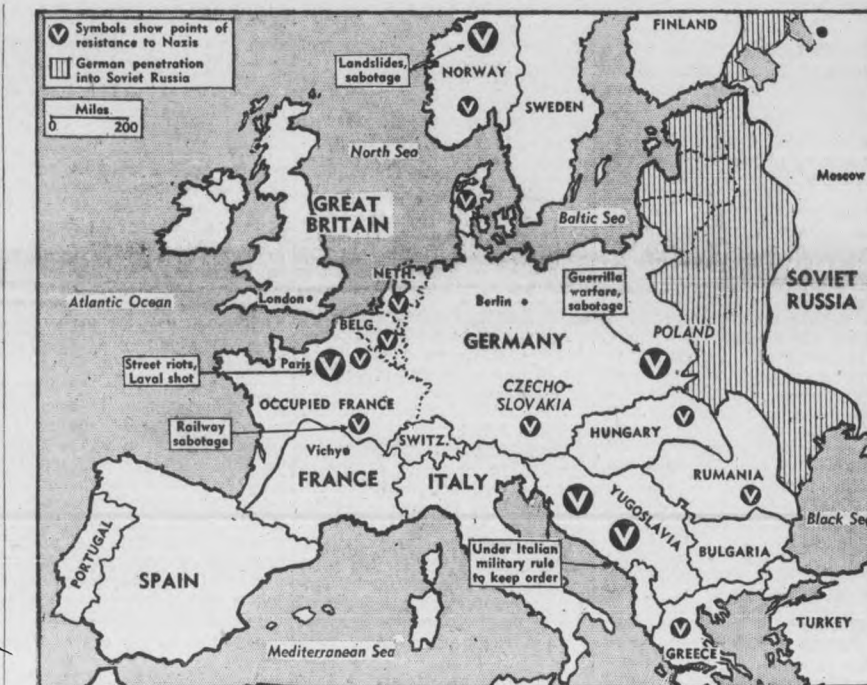 V Symbols show points of
resistance to Nazis
German penetration
into Soviet Russia
Miles
0 200
Landslides,
sabotage
NORWAY
FINLAND
SWEDEN
North Sea
Moscow
GREAT
BRITAIN
Baltic Sea
NETH.
Guerrilla
warfare,
sabotage
SOVIET
RUSSIA
Atlantic Ocean
London
Berlin
BELG.
GERMANY
POLAND
Street riots,
Laval shot
Paris
CZECHO-
SLOVAKIA
OCCUPIED FRANCE
Railway
sabotage
Vichy
SWITZ.
HUNGARY
FRANCE
ITALY
RUMANIA
YUGOSLAVIA
Black Sea
PORTUGAL
SPAIN
Under Italian
military rule
to keep order
BULGARIA
TURKEY
Mediterranean Sea
GREECE